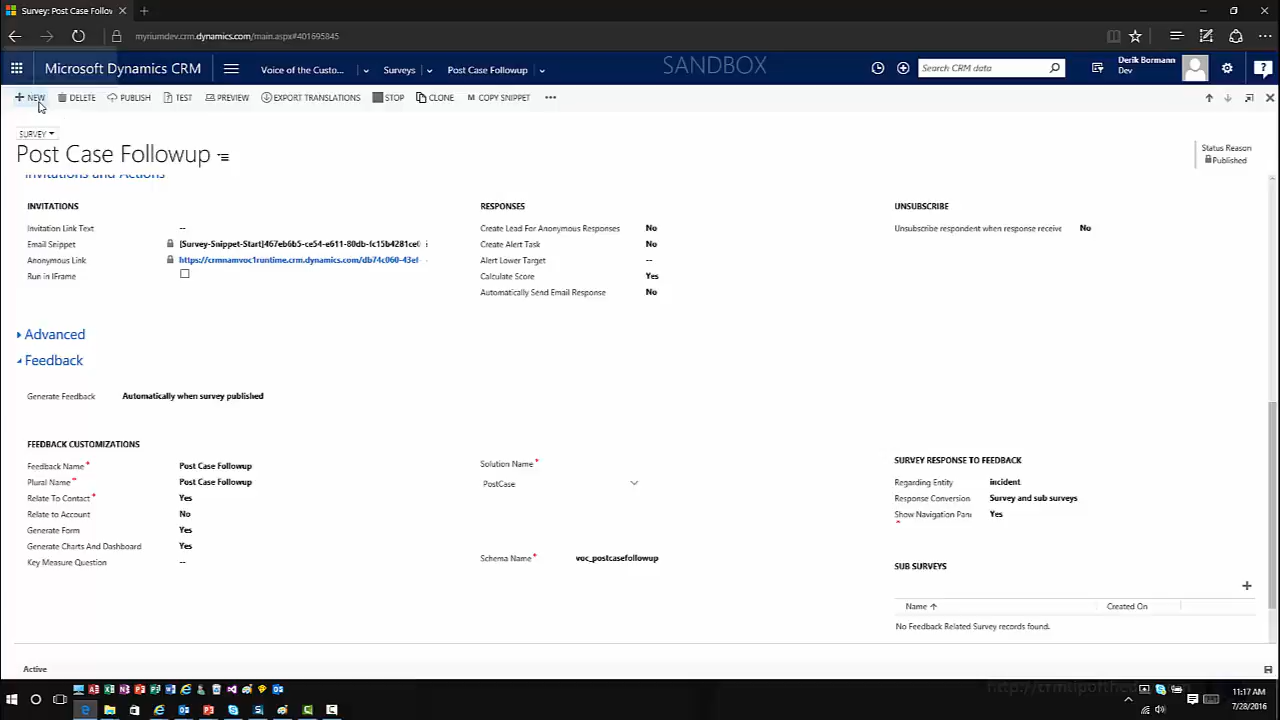 Survey: Post Case Follov
myriumdev.crm.dynamics.com/main.aspx#401695845
Microsoft Dynamics CRM
Voice of the Custo...
Surveys
Post Case Followup
SANDBOX
Search CRM data
Derik Bormann
Dev
NEW
DELETE
PUBLISH
TEST
PREVIEW
EXPORT TRANSLATIONS
STOP
CLONE
COPY SNIPPET
SURVEY
Post Case Followup
Status Reason
Published
Invitations and Actions
INVITATIONS
RESPONSES
UNSUBSCRIBE
Invitation Link Text --
Create Lead For Anonymous Responses No
Unsubscribe respondent when response receive No
Email Snippet [Survey-Snippet-Start]467eb6b5-ce54-e611-80db-fc15b4281ce0
Create Alert Task No
Anonymous Link https://crmnamvoc1runtime.crm.dynamics.com/db74c060-43ef-
Alert Lower Target --
Run in IFrame
Calculate Score Yes
Automatically Send Email Response No
Advanced
Feedback
Generate Feedback Automatically when survey published
FEEDBACK CUSTOMIZATIONS
Feedback Name* Post Case Followup
Plural Name* Post Case Followup
Relate To Contact* Yes
Relate to Account No
Generate Form Yes
Generate Charts And Dashboard Yes
Key Measure Question --
Solution Name*
PostCase
Schema Name* voc_postcasefollowup
SURVEY RESPONSE TO FEEDBACK
Regarding Entity incident
Response Conversion Survey and sub surveys
Show Navigation Pane Yes
*
SUB SURVEYS
Name Created On
No Feedback Related Survey records found.
Active
11:17 AM
7/28/2016